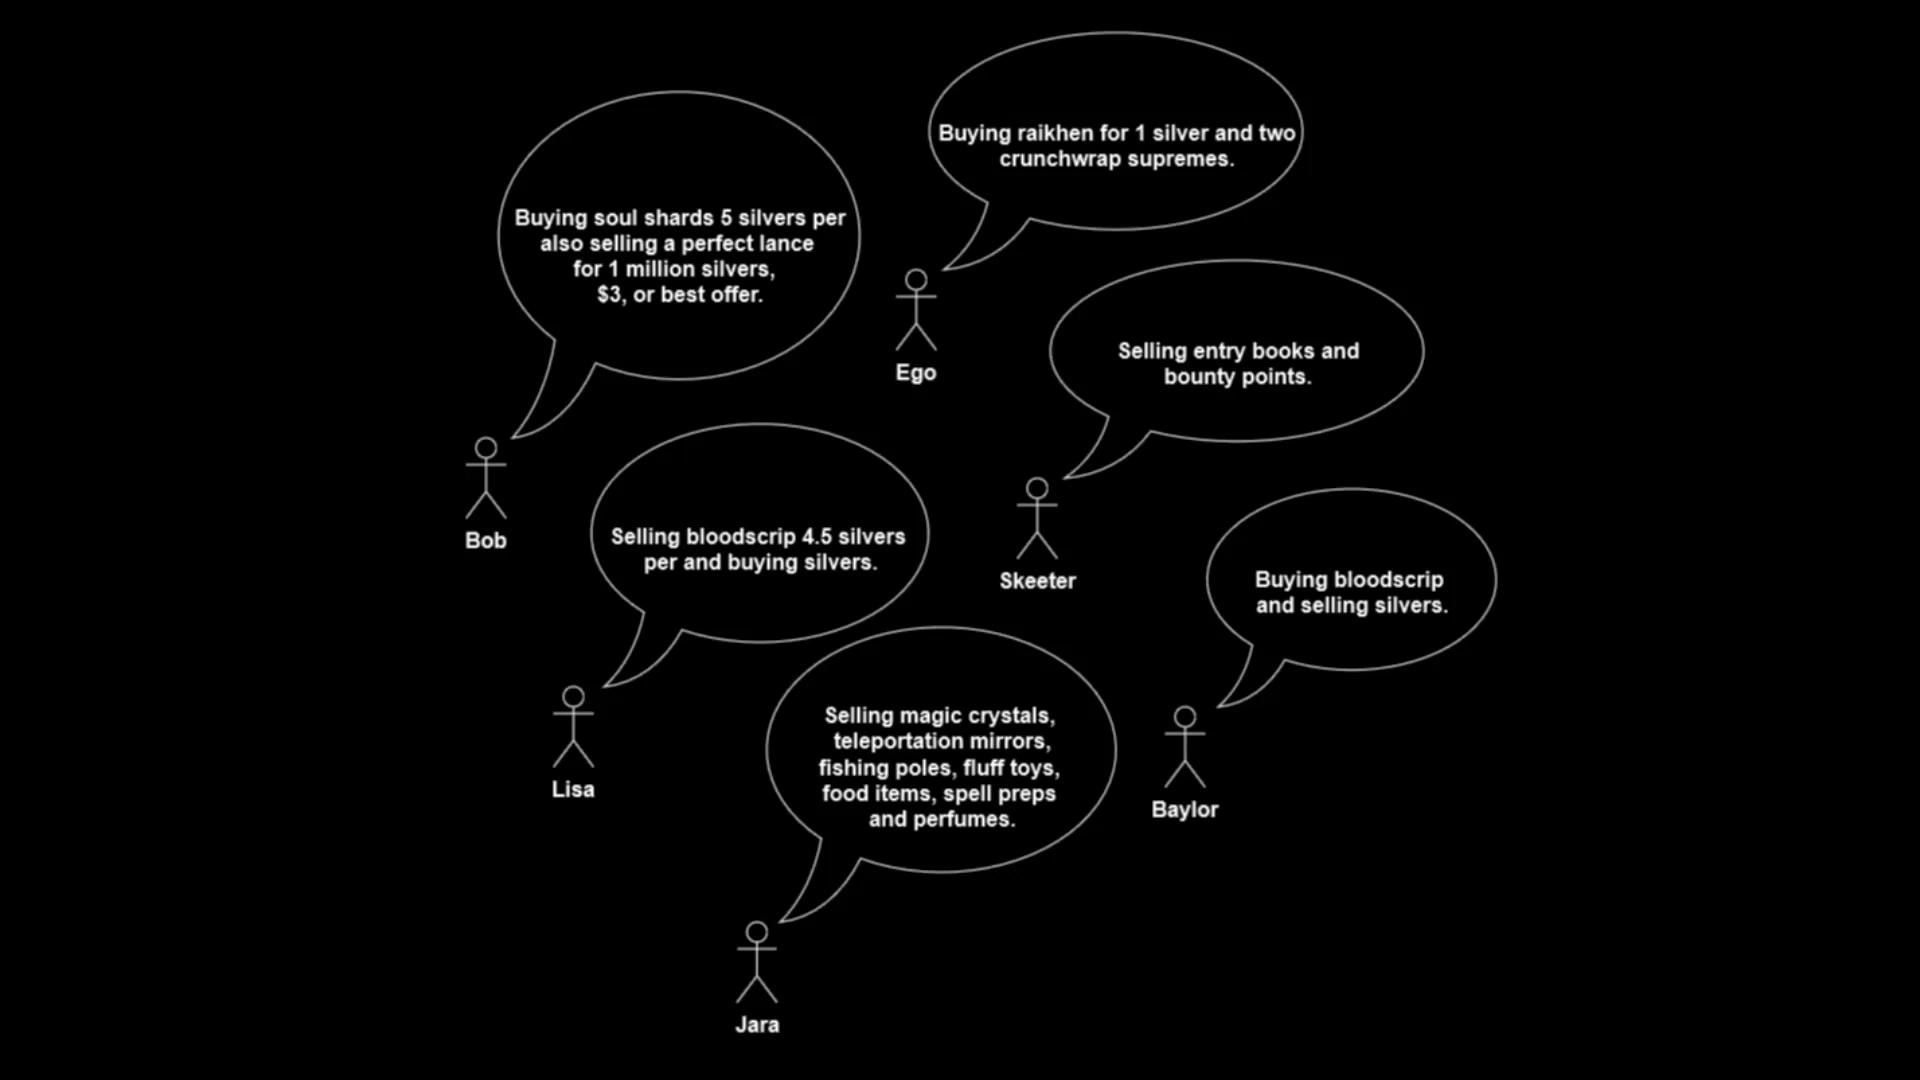 Buying raikhen for 1 silver and two
crunchwrap supremes.
Ego
Buying soul shards 5 silvers per
also selling a perfect lance
for 1 million silvers,
$3, or best offer.
Bob
Selling entry books and
bounty points.
Skeeter
Selling bloodscrip 4.5 silvers
per and buying silvers.
Lisa
Buying bloodscrip
and selling silvers.
Baylor
Selling magic crystals,
teleportation mirrors,
fishing poles, fluff toys,
food items, spell preps
and perfumes.
Jara